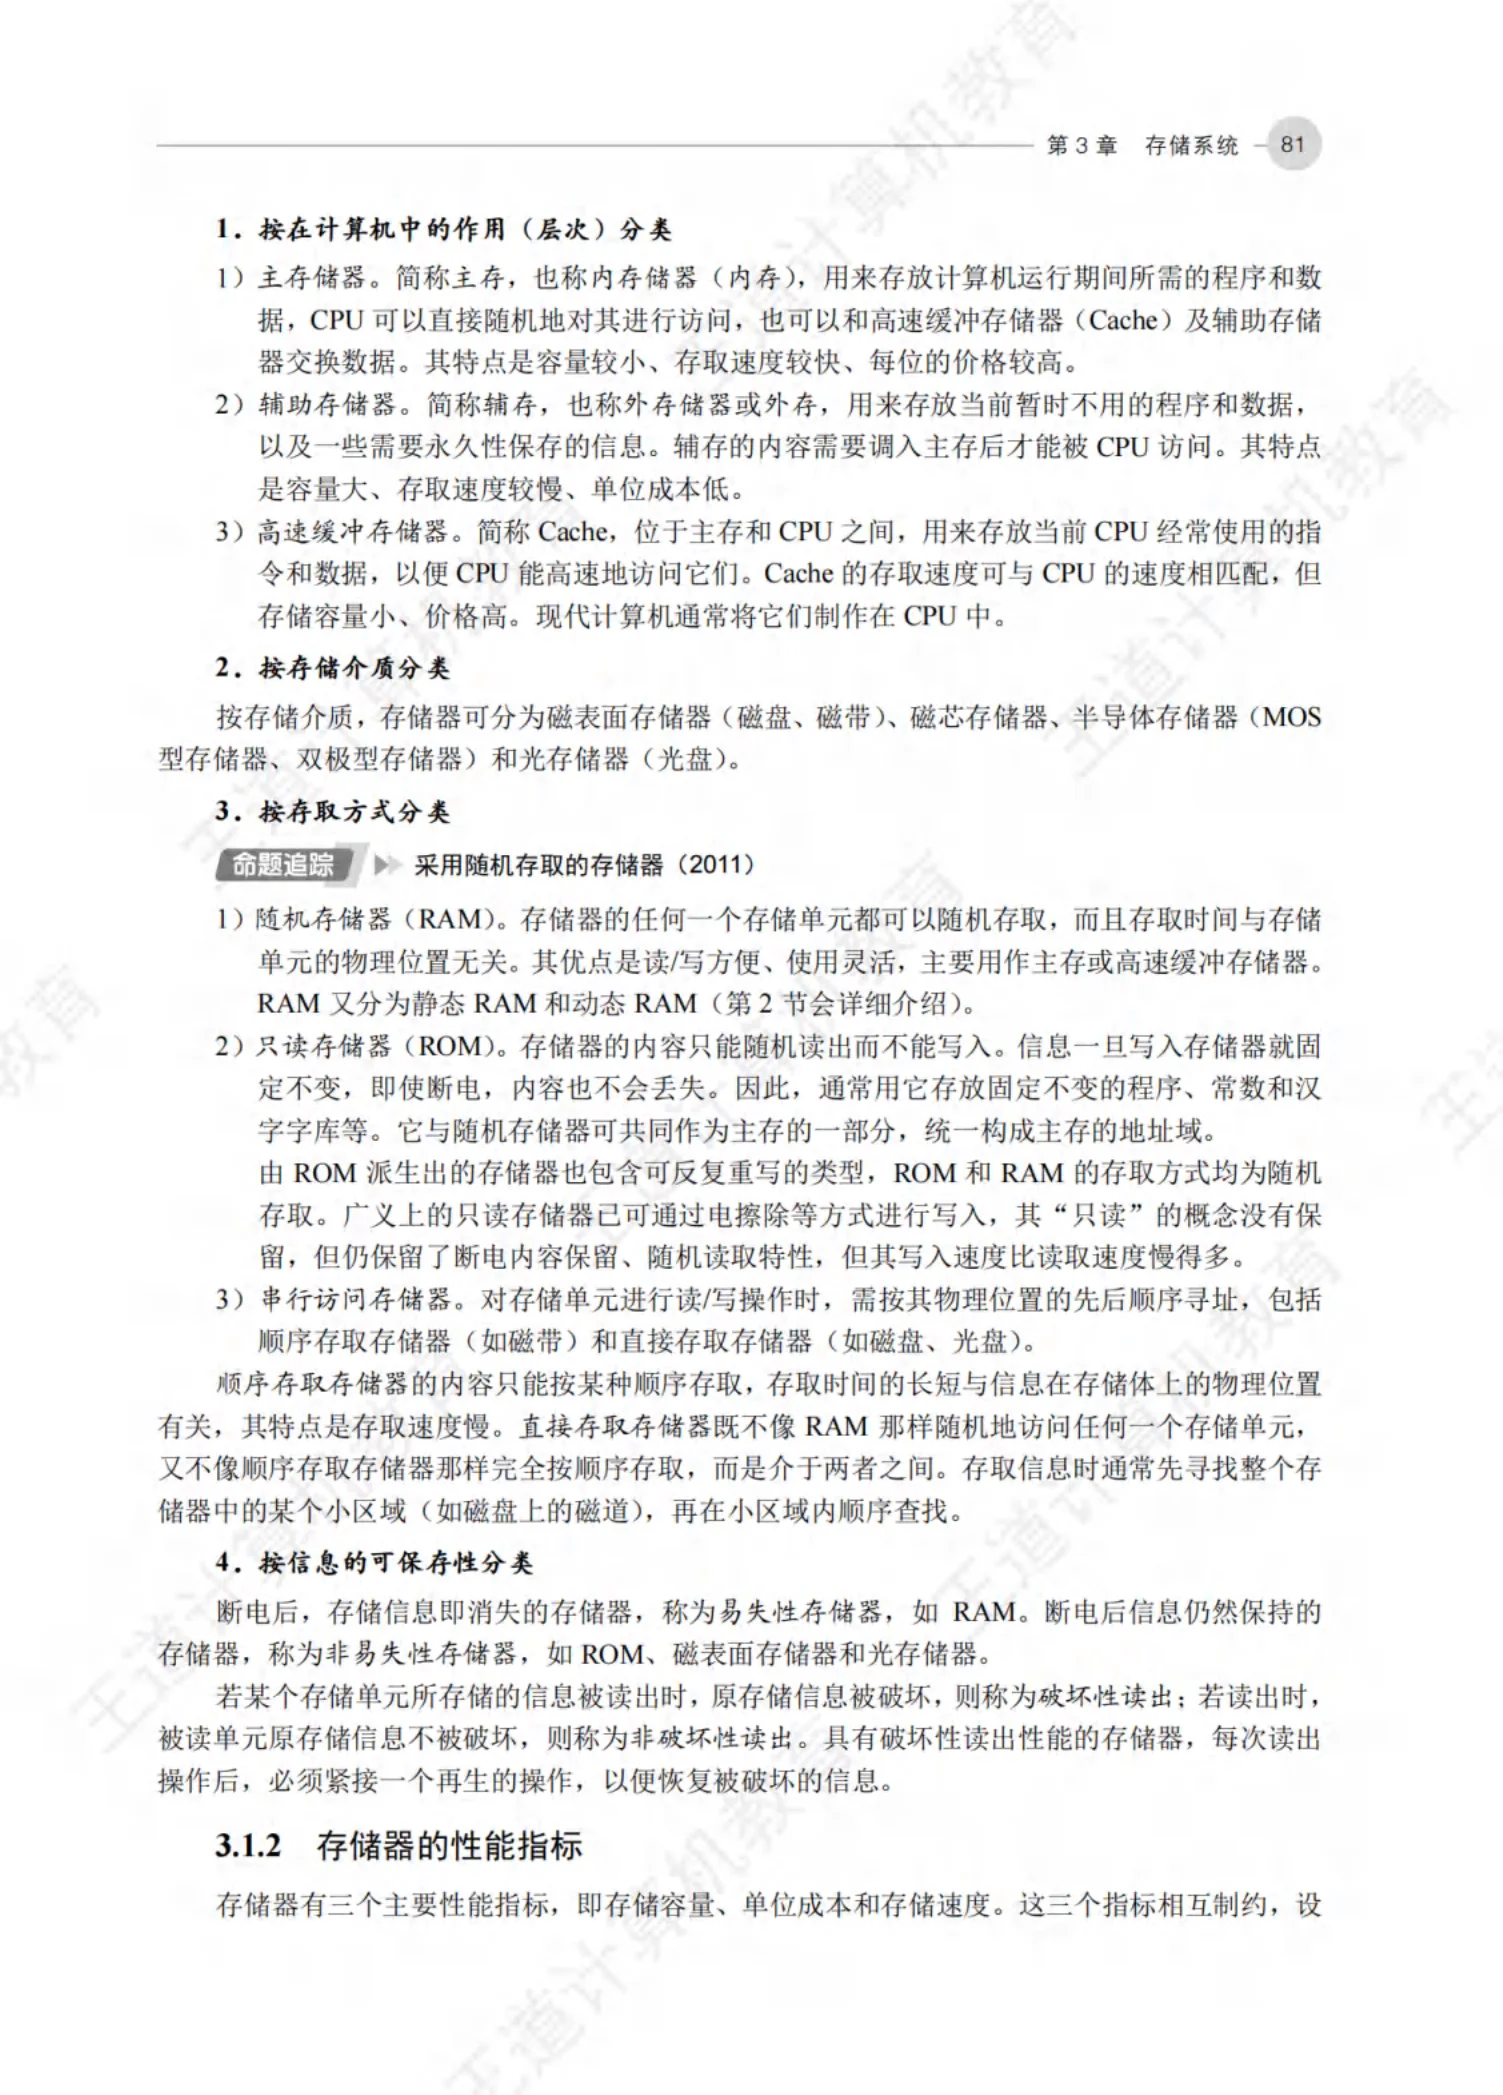 第 3 章　存储系统　81
1．按在计算机中的作用（层次）分类
1）主存储器。简称主存，也称内存储器（内存），用来存放计算机运行期间所需的程序和数
据，CPU 可以直接随机地对其进行访问，也可以和高速缓冲存储器（Cache）及辅助存储
器交换数据。其特点是容量较小、存取速度较快、每位的价格较高。
2）辅助存储器。简称辅存，也称外存储器或外存，用来存放当前暂时不用的程序和数据，
以及一些需要永久性保存的信息。辅存的内容需要调入主存后才能被 CPU 访问。其特点
是容量大、存取速度较慢、单位成本低。
3）高速缓冲存储器。简称 Cache，位于主存和 CPU 之间，用来存放当前 CPU 经常使用的指
令和数据，以便 CPU 能高速地访问它们。Cache 的存取速度可与 CPU 的速度相匹配，但
存储容量小、价格高。现代计算机通常将它们制作在 CPU 中。
2．按存储介质分类
按存储介质，存储器可分为磁表面存储器（磁盘、磁带）、磁芯存储器、半导体存储器（MOS
型存储器、双极型存储器）和光存储器（光盘）。
3．按存取方式分类
命题追踪　采用随机存取的存储器（2011）
1）随机存储器（RAM）。存储器的任何一个存储单元都可以随机存取，而且存取时间与存储
单元的物理位置无关。其优点是读/写方便、使用灵活，主要用作主存或高速缓冲存储器。
RAM 又分为静态 RAM 和动态 RAM（第 2 节会详细介绍）。
2）只读存储器（ROM）。存储器的内容只能随机读出而不能写入。信息一旦写入存储器就固
定不变，即使断电，内容也不会丢失。因此，通常用它存放固定不变的程序、常数和汉
字字库等。它与随机存储器可共同作为主存的一部分，统一构成主存的地址域。
由 ROM 派生出的存储器也包含可反复重写的类型，ROM 和 RAM 的存取方式均为随机
存取。广义上的只读存储器已可通过电擦除等方式进行写入，其“只读”的概念没有保
留，但仍保留了断电内容保留、随机读取特性，但其写入速度比读取速度慢得多。
3）串行访问存储器。对存储单元进行读/写操作时，需按其物理位置的先后顺序寻址，包括
顺序存取存储器（如磁带）和直接存取存储器（如磁盘、光盘）。
顺序存取存储器的内容只能按某种顺序存取，存取时间的长短与信息在存储体上的物理位置
有关，其特点是存取速度慢。直接存取存储器既不像 RAM 那样随机地访问任何一个存储单元，
又不像顺序存取存储器那样完全按顺序存取，而是介于两者之间。存取信息时通常先寻找整个存
储器中的某个小区域（如磁盘上的磁道），再在小区域内顺序查找。
4．按信息的可保存性分类
断电后，存储信息即消失的存储器，称为易失性存储器，如 RAM。断电后信息仍然保持的
存储器，称为非易失性存储器，如 ROM、磁表面存储器和光存储器。
若某个存储单元所存储的信息被读出时，原存储信息被破坏，则称为破坏性读出；若读出时，
被读单元原存储信息不被破坏，则称为非破坏性读出。具有破坏性读出性能的存储器，每次读出
操作后，必须紧接一个再生的操作，以便恢复被破坏的信息。
3.1.2　存储器的性能指标
存储器有三个主要性能指标，即存储容量、单位成本和存储速度。这三个指标相互制约，设
王道计算机教育
王道计算机教育
王道计算机教育
王道计算机教育
王道计算机教育
王道计算机教育
王道计算机教育
教育
王道